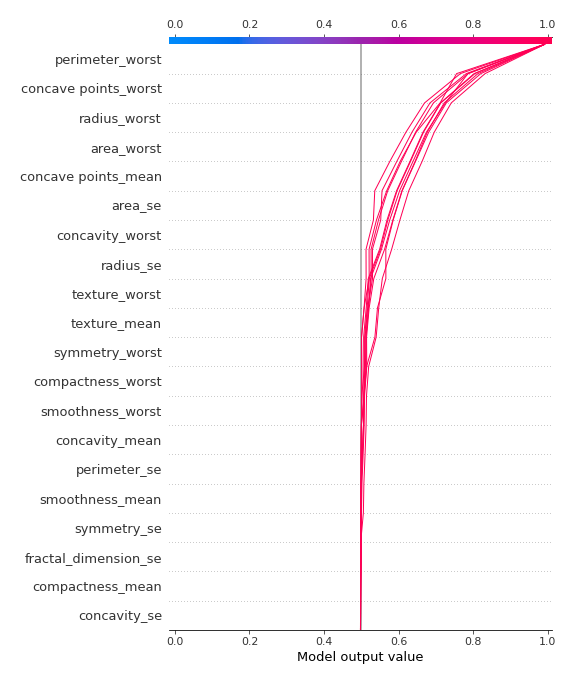 0.0 0.2 0.4 0.6 0.8 1.0
perimeter_worst
concave points_worst
radius_worst
area_worst
concave points_mean
area_se
concavity_worst
radius_se
texture_worst
texture_mean
symmetry_worst
compactness_worst
smoothness_worst
concavity_mean
perimeter_se
smoothness_mean
symmetry_se
fractal_dimension_se
compactness_mean
concavity_se
0.0 0.2 0.4 0.6 0.8 1.0
Model output value